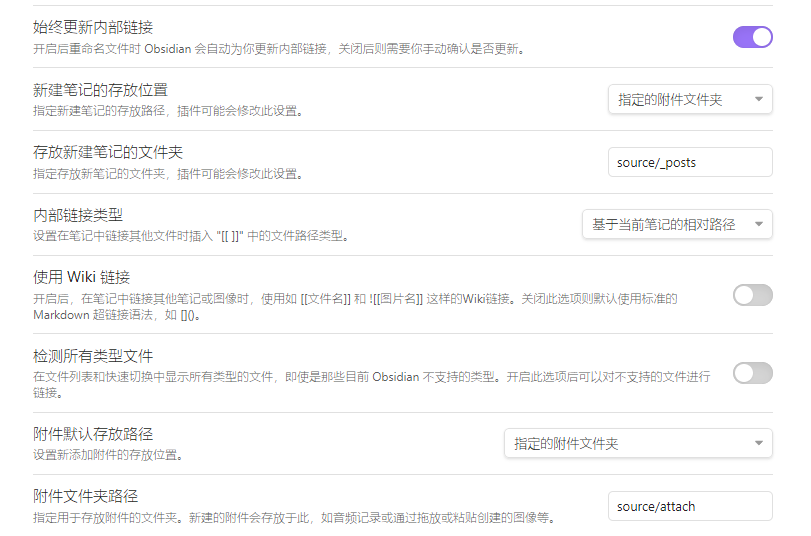 始终更新内部链接
开启后重命名文件时 Obsidian 会自动为你更新内部链接，关闭后则需要你手动确认是否更新。
新建笔记的存放位置
指定新建笔记的存放路径，插件可能会修改此设置。
指定的附件文件夹
存放新建笔记的文件夹
指定存放新笔记的文件夹，插件可能会修改此设置。
source/_posts
内部链接类型
设置在笔记中链接其他文件时插入 "[[ ]]" 中的文件路径类型。
基于当前笔记的相对路径
使用 Wiki 链接
开启后，在笔记中链接其他笔记或图像时，使用如 [[文件名]] 和 ![[图片名]] 这样的Wiki链接。关闭此选项则默认使用标准的
Markdown 超链接语法，如 []()。
检测所有类型文件
在文件列表和快速切换中显示所有类型的文件，即使是那些目前 Obsidian 不支持的类型。开启此选项后可以对不支持的文件进行
链接。
附件默认存放路径
设置新添加附件的存放位置。
指定的附件文件夹
附件文件夹路径
指定用于存放附件的文件夹。新建的附件会存放于此，如音频记录或通过拖放或粘贴创建的图像等。
source/attach